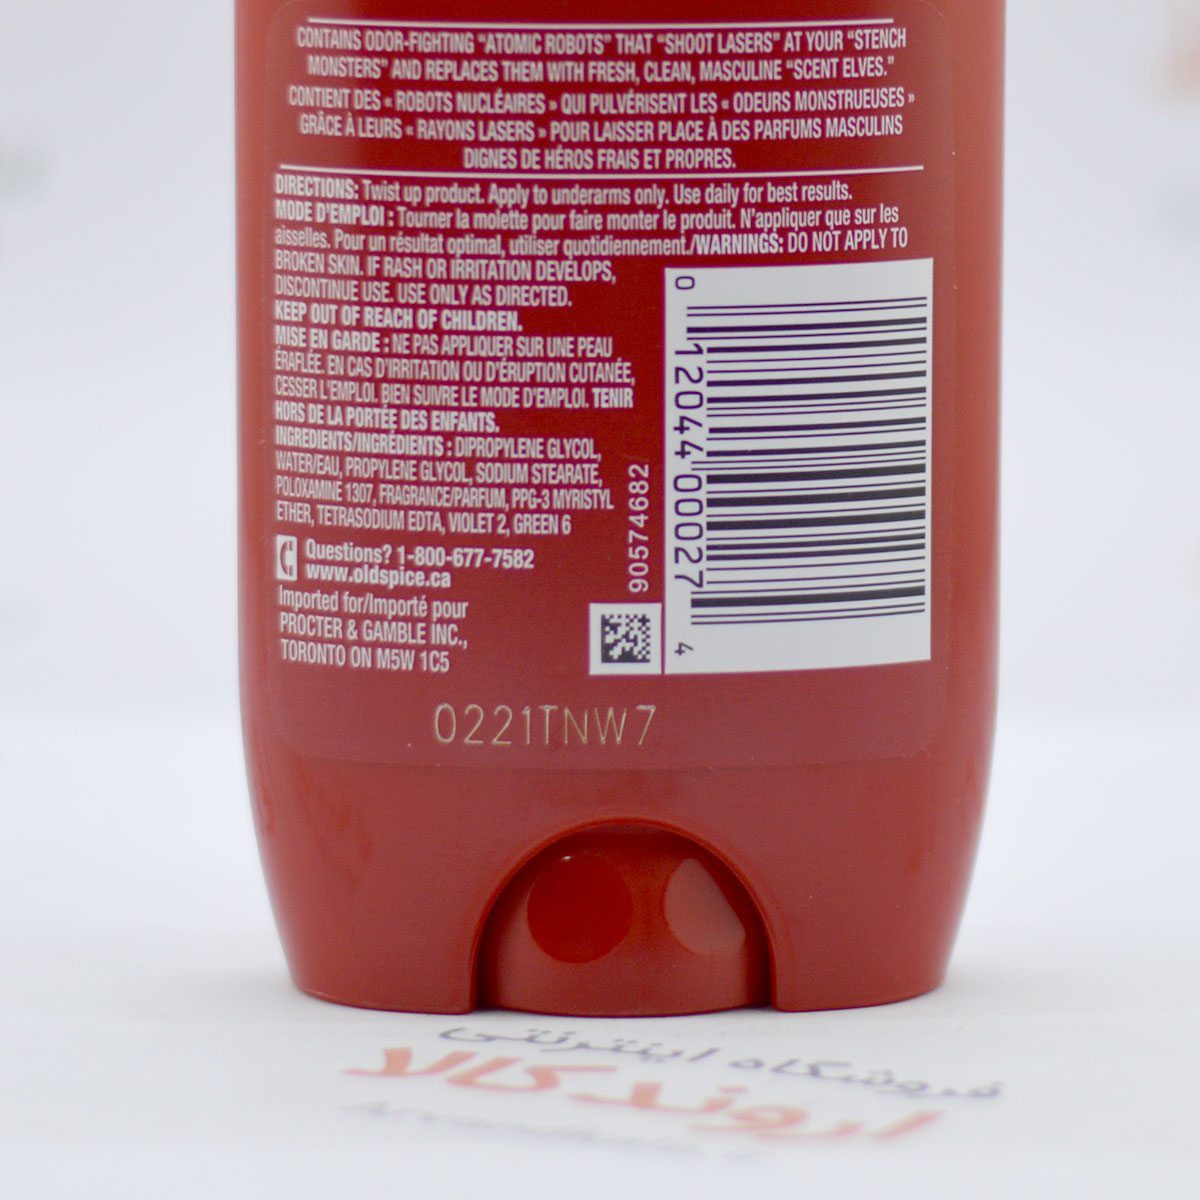 CONTAINS ODOR-FIGHTING “ATOMIC ROBOTS” THAT “SHOOT LASERS” AT YOUR “STENCH
MONSTERS” AND REPLACES THEM WITH FRESH, CLEAN, MASCULINE “SCENT ELVES.”
CONTIENT DES « ROBOTS NUCLÉAIRES » QUI PULVÉRISENT LES « ODEURS MONSTRUEUSES »
GRÂCE À LEURS « RAYONS LASERS » POUR LAISSER PLACE À DES PARFUMS MASCULINS
DIGNES DE HÉROS FRAIS ET PROPRES.
DIRECTIONS: Twist up product. Apply to underarms only. Use daily for best results.
MODE D'EMPLOI : Tourner la molette pour faire monter le produit. N'appliquer que sur les
aisselles. Pour un résultat optimal, utiliser quotidiennement./WARNINGS: DO NOT APPLY TO
BROKEN SKIN. IF RASH OR IRRITATION DEVELOPS,
DISCONTINUE USE. USE ONLY AS DIRECTED.
KEEP OUT OF REACH OF CHILDREN.
MISE EN GARDE : NE PAS APPLIQUER SUR UNE PEAU
ÉRAFLÉE. EN CAS D'IRRITATION OU D'ÉRUPTION CUTANÉE,
CESSER L'EMPLOI. BIEN SUIVRE LE MODE D'EMPLOI. TENIR
HORS DE LA PORTÉE DES ENFANTS.
INGREDIENTS/INGRÉDIENTS : DIPROPYLENE GLYCOL,
WATER/EAU, PROPYLENE GLYCOL, SODIUM STEARATE,
POLOXAMINE 1307, FRAGRANCE/PARFUM, PPG-3 MYRISTYL
ETHER, TETRASODIUM EDTA, VIOLET 2, GREEN 6
Questions? 1-800-677-7582
www.oldspice.ca
Imported for/Importé pour
PROCTER & GAMBLE INC.,
TORONTO ON M5W 1C5
90574682
0 12044 00027 4
0221TNW7
فروشگاه اینترنتی
اروند کالا